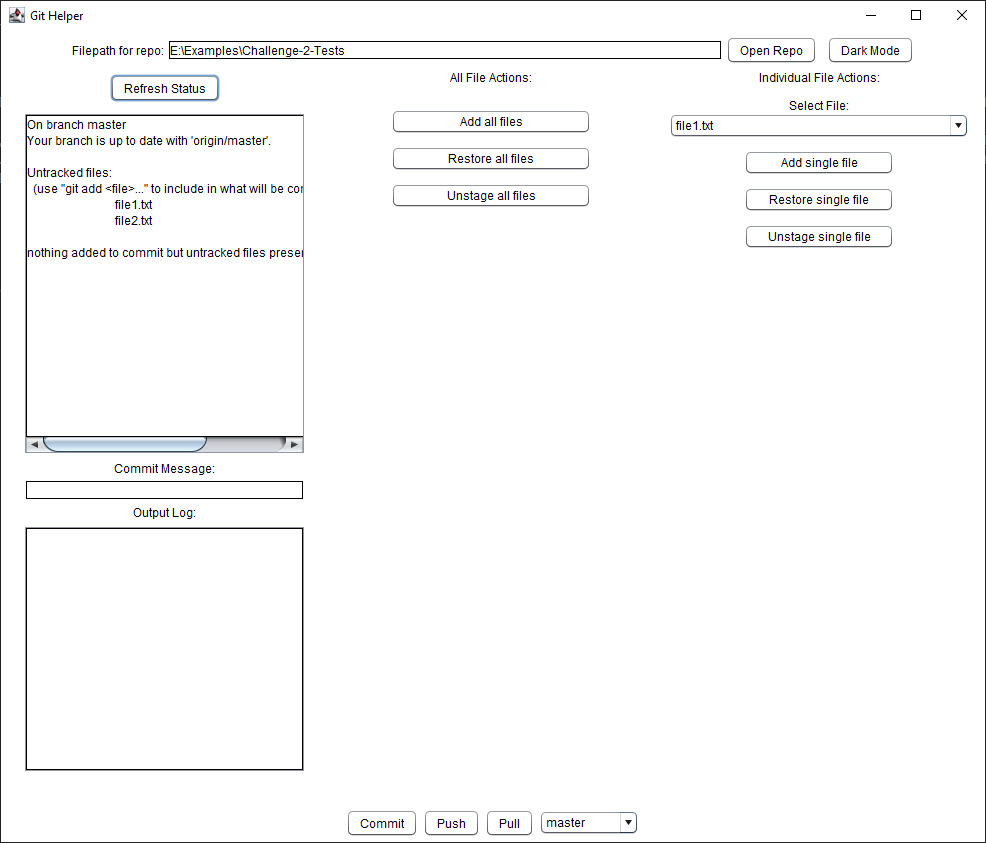 Git Helper
Filepath for repo: E:\Examples\Challenge-2-Tests Open Repo Dark Mode
Refresh Status
On branch master
Your branch is up to date with 'origin/master'.
Untracked files:
(use "git add <file>..." to include in what will be
file1.txt
file2.txt
nothing added to commit but untracked files
Commit Message:
Output Log:
All File Actions:
Add all files
Restore all files
Unstage all files
Individual File Actions:
Select File:
file1.txt
Add single file
Restore single file
Unstage single file
Commit Push Pull master